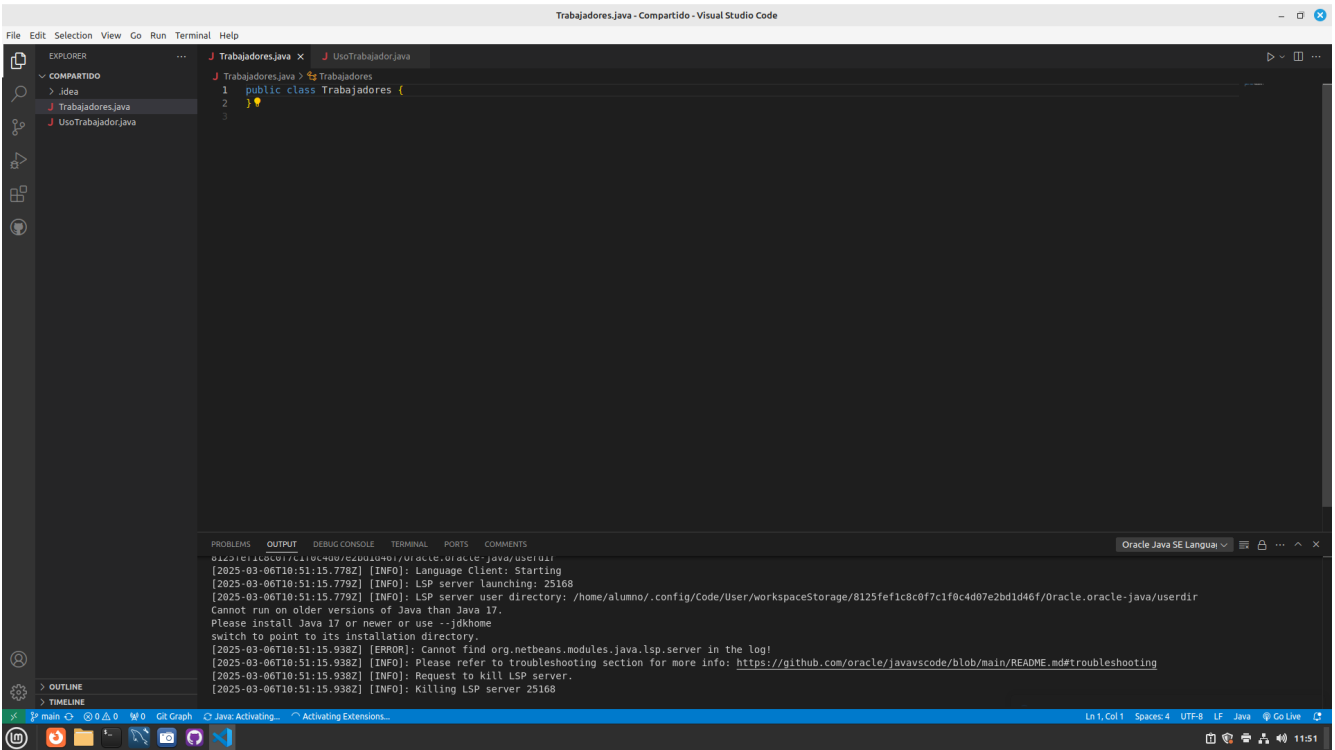 Trabajadores.java - Compartido - Visual Studio Code
File Edit Selection View Go Run Terminal Help
EXPLORER
Trabajadores.java
UsoTrabajador.java
COMPARTIDO
Trabajadores.java > Trabajadores
.idea
1 public class Trabajadores {
Trabajadores.java
2 }
UsoTrabajador.java
3
PROBLEMS OUTPUT DEBUG CONSOLE TERMINAL PORTS COMMENTS
Oracle Java SE Languag
8125fef1c8c0f7c1f0c4d07e2bd1d46f/Oracle.oracle-java/userdir
[2025-03-06T10:51:15.778Z] [INFO]: Language Client: Starting
[2025-03-06T10:51:15.779Z] [INFO]: LSP server launching: 25168
[2025-03-06T10:51:15.779Z] [INFO]: LSP server user directory: /home/alumno/.config/Code/User/workspaceStorage/8125fef1c8c0f7c1f0c4d07e2bd1d46f/Oracle.oracle-java/userdir
Cannot run on older versions of Java than Java 17.
Please install Java 17 or newer or use --jdkhome
switch to point to its installation directory.
[2025-03-06T10:51:15.938Z] [ERROR]: Cannot find org.netbeans.modules.java.lsp.server in the log!
[2025-03-06T10:51:15.938Z] [INFO]: Please refer to troubleshooting section for more info: https://github.com/oracle/javavscode/blob/main/README.md#troubleshooting
[2025-03-06T10:51:15.938Z] [INFO]: Request to kill LSP server.
[2025-03-06T10:51:15.938Z] [INFO]: Killing LSP server 25168
OUTLINE
TIMELINE
main 0 0 0 Git Graph Java: Activating... Activating Extensions... Ln 1, Col 1 Spaces: 4 UTF-8 LF Java Go Live
11:51